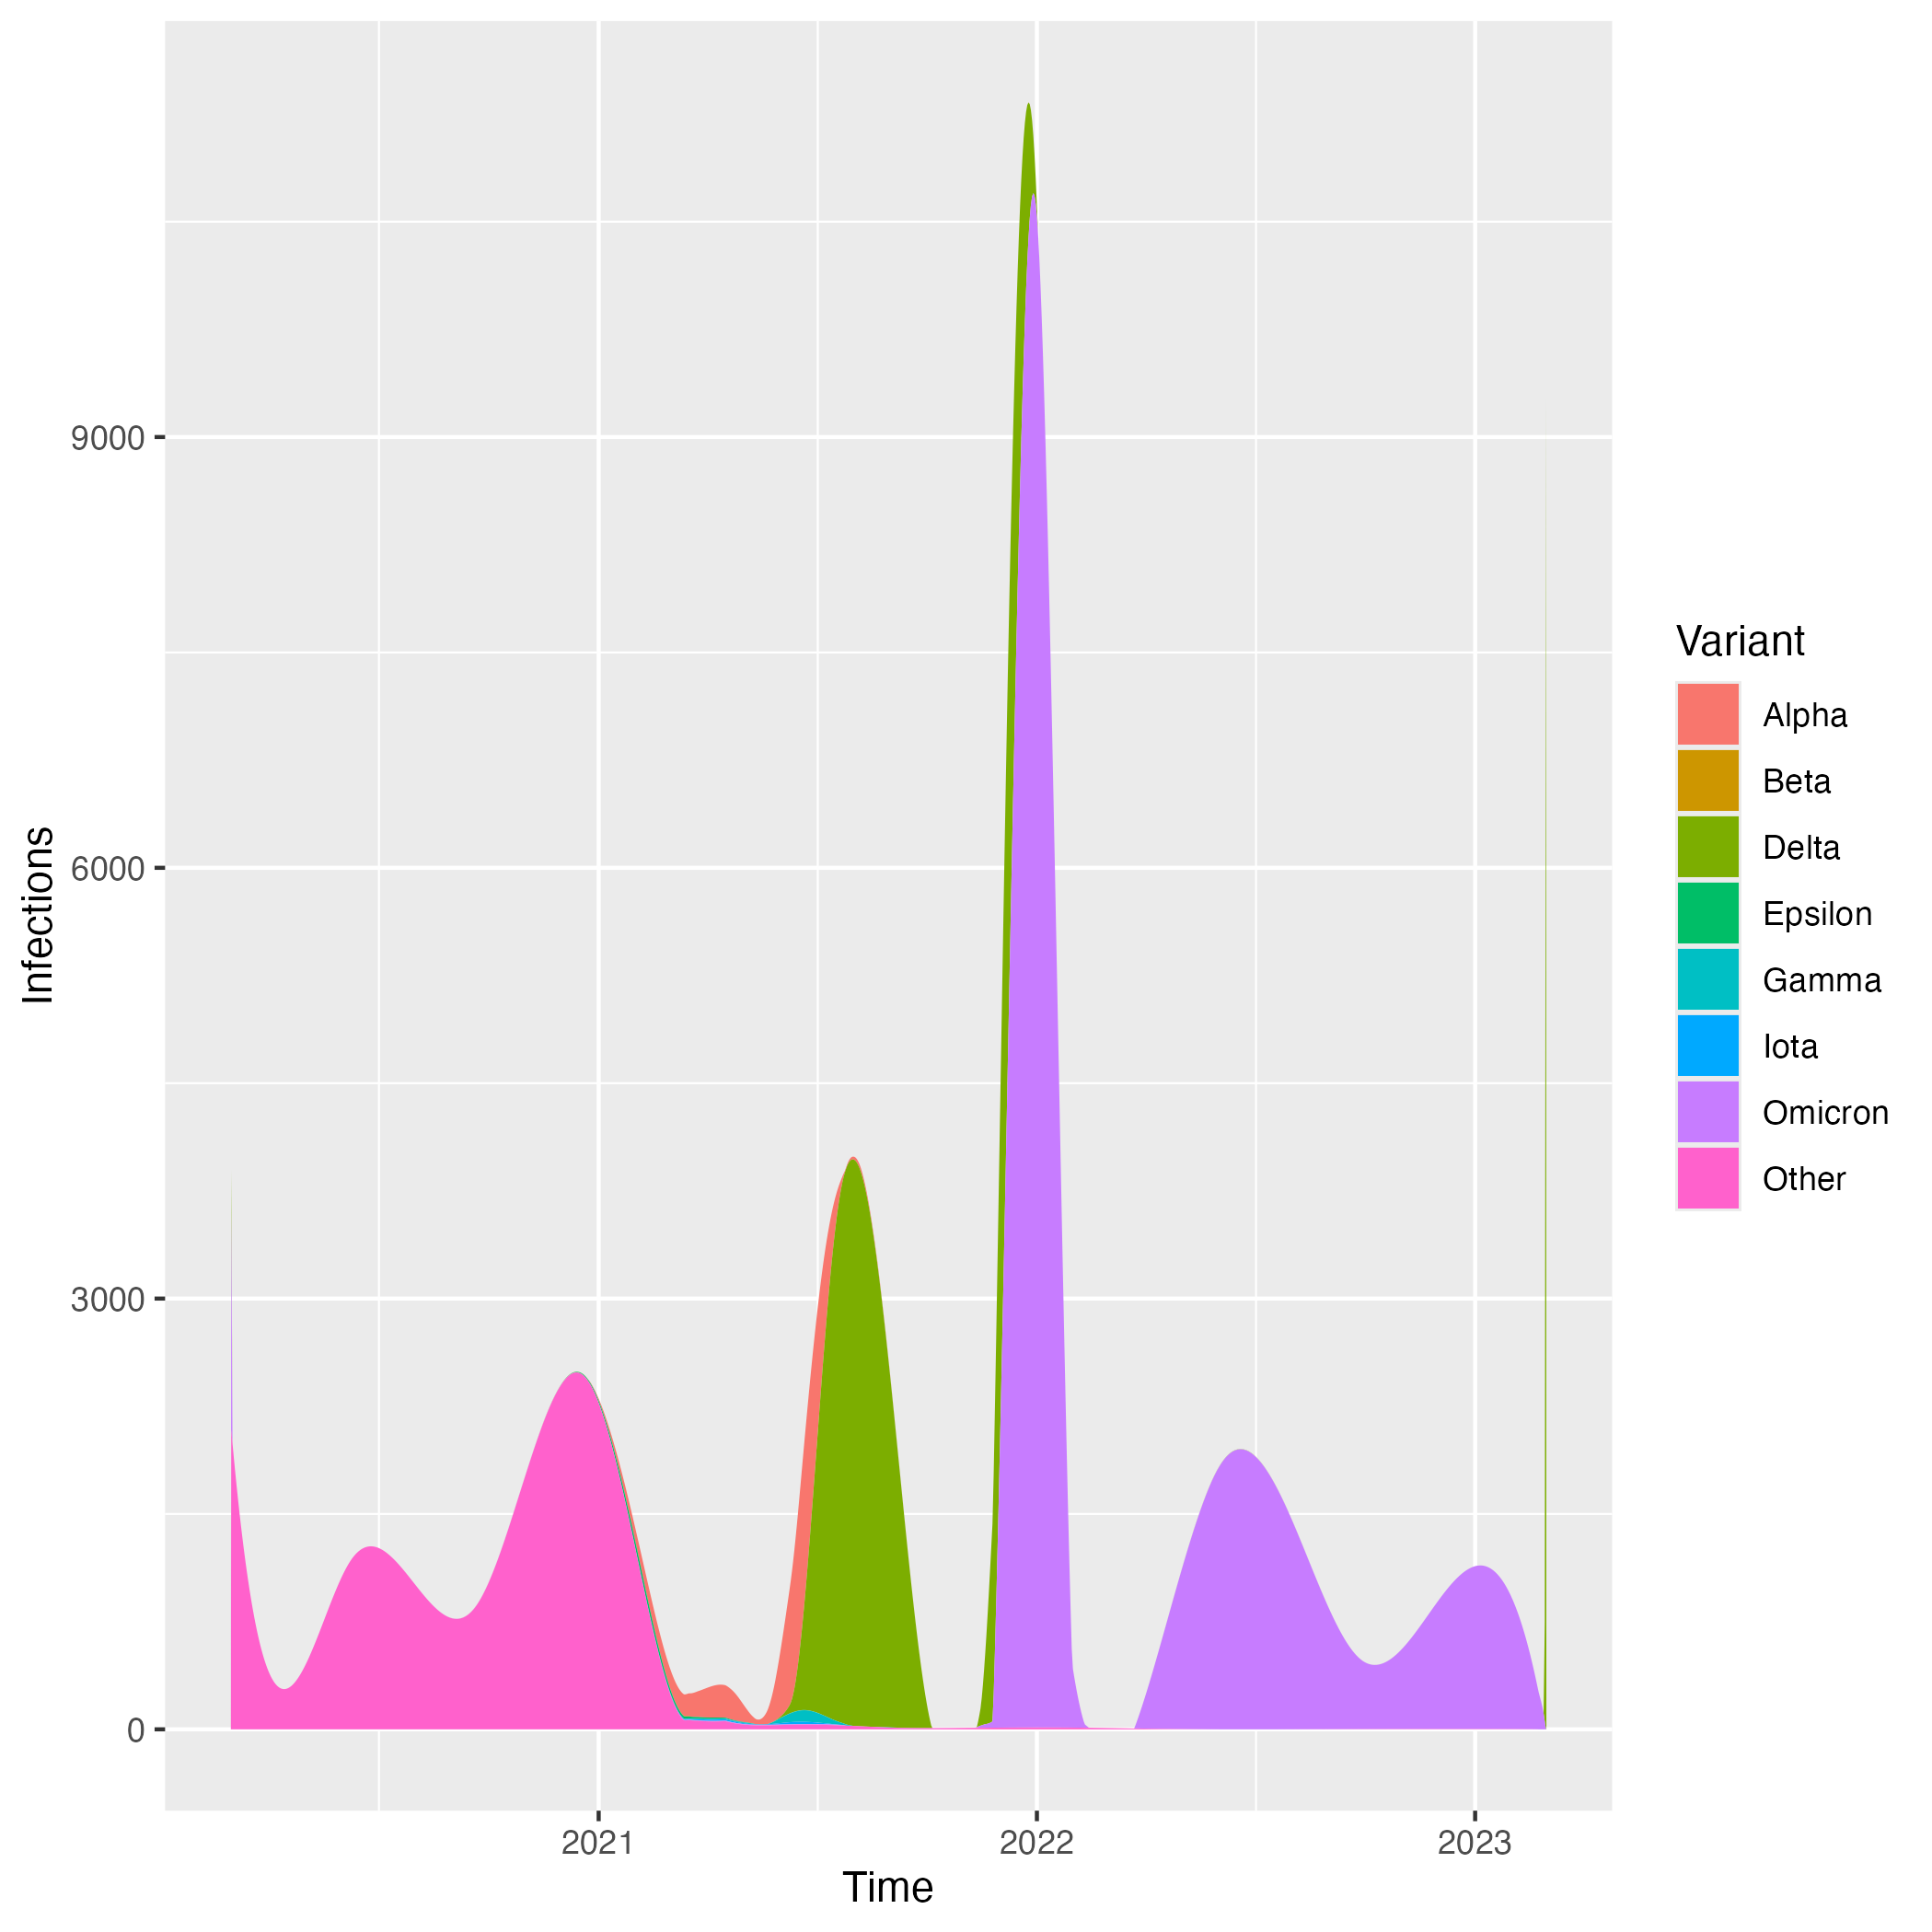 Infections
9000
6000
3000
0
2021
2022
2023
Time
Variant
Alpha
Beta
Delta
Epsilon
Gamma
Iota
Omicron
Other